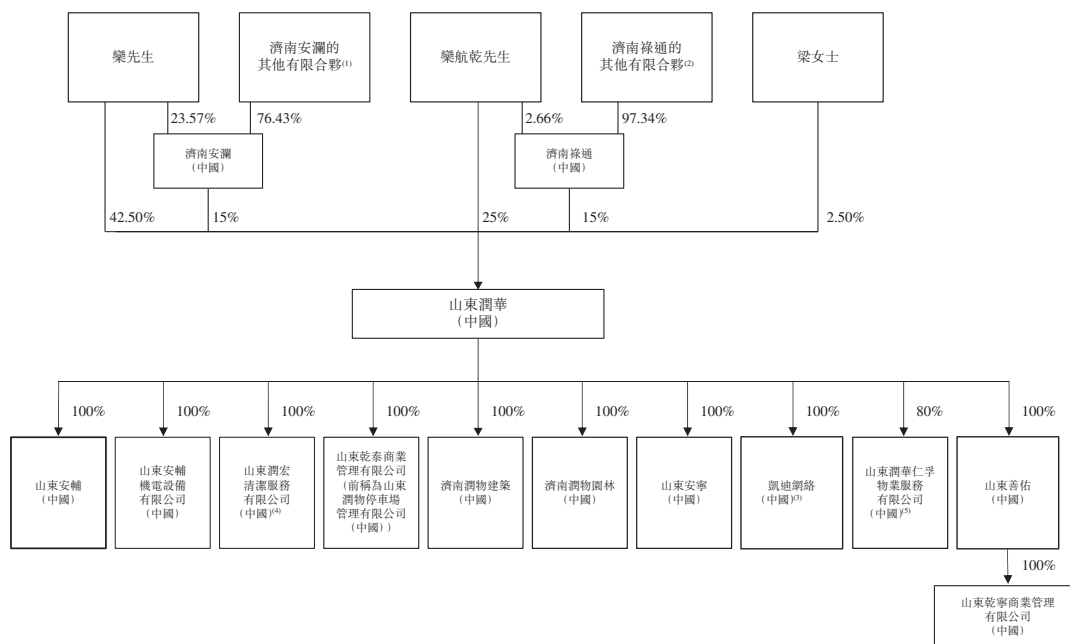 欒先生
濟南安瀾的
其他有限合夥(1)
欒航乾先生
濟南祿通的
其他有限合夥(2)
梁女士
23.57%
76.43%
2.66%
97.34%
濟南安瀾
(中國)
濟南祿通
(中國)
42.50%
15%
25%
15%
2.50%
山東潤華
(中國)
100%
100%
100%
100%
100%
100%
100%
100%
80%
100%
山東安輔
(中國)
山東安輔
機電設備
有限公司
(中國)
山東潤宏
清潔服務
有限公司
(中國)(4)
山東乾泰商業
管理有限公司
(前稱為山東
潤物停車場
管理有限公司
(中國))
濟南潤物建築
(中國)
濟南潤物園林
(中國)
山東安寧
(中國)
凱迪網絡
(中國)(3)
山東潤華仁孚
物業服務
有限公司
(中國)(5)
山東善佑
(中國)
100%
山東乾寧商業管理
有限公司
(中國)